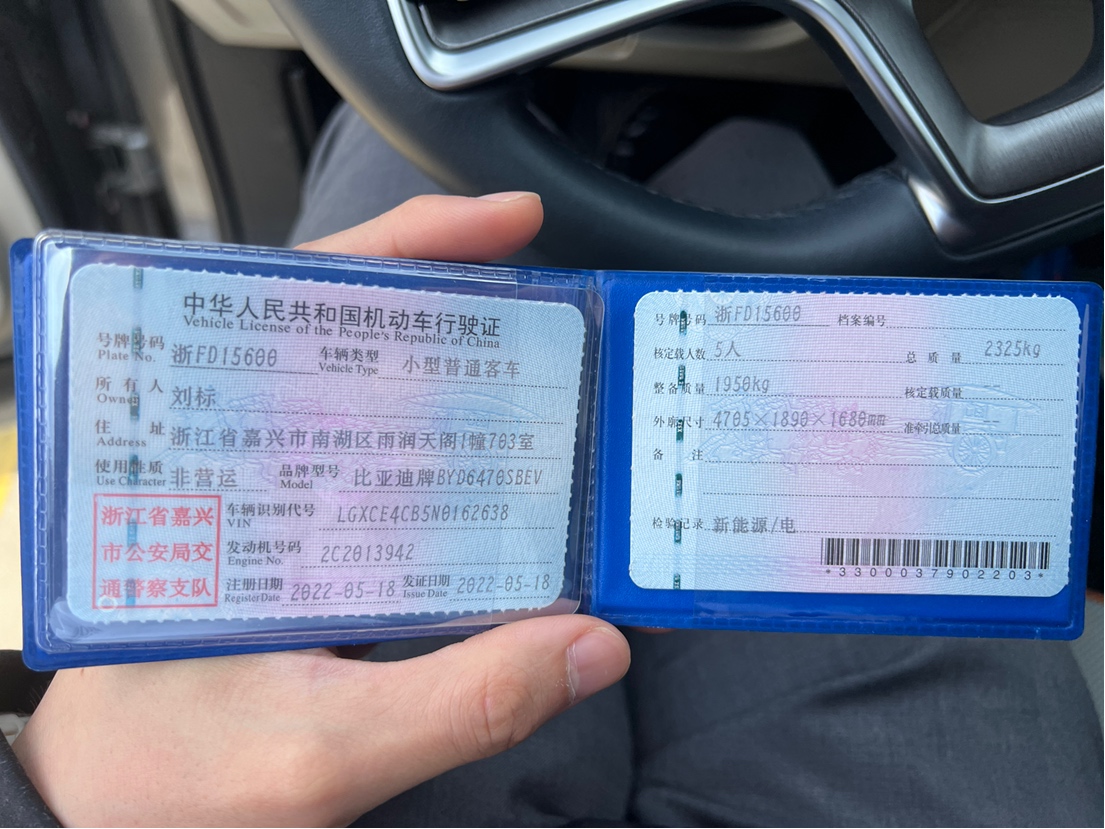 中华人民共和国机动车行驶证
Vehicle License of the People's Republic of China
号牌号码 浙FD15600 车辆类型 小型普通客车
Plate No. Vehicle Type
所有人 刘标
Owner
住址 浙江省嘉兴市南湖区雨润天阁1幢703室
Address
使用性质 非营运 品牌型号 比亚迪牌BYD6470SBEV
Use Character Model
浙江省嘉兴
市公安局交
通警察支队
车辆识别代号 LGXCE4CB5N0162638
VIN
发动机号码 2C2013942
Engine No.
注册日期 2022-05-18 发证日期 2022-05-18
Register Date Issue Date
号牌号码 浙FD15600 档案编号
核定载人数 5人 总质量 2325kg
整备质量 1950kg 核定载质量 --
外廓尺寸 4705×1890×1680mm 准牵引总质量 --
备注
检验记录 新能源/电
*3300037902203*